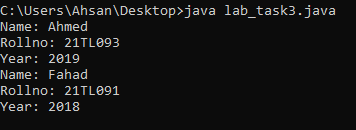 C:\Users\Ahsan\Desktop>java lab_task3.java
Name: Ahmed
Rollno: 21TL093
Year: 2019
Name: Fahad
Rollno: 21TL091
Year: 2018